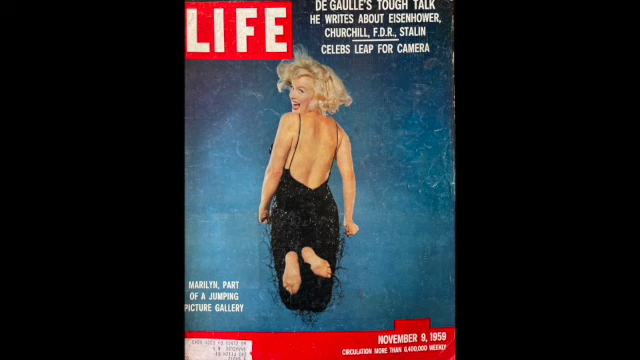 LIFE
DE GAULLE'S TOUGH TALK
HE WRITES ABOUT EISENHOWER,
CHURCHILL, F.D.R., STALIN
CELEBS LEAP FOR CAMERA
MARILYN, PART
OF A JUMPING
PICTURE GALLERY
NOVEMBER 9, 1959
CIRCULATION MORE THAN 6,400,000 WEEKLY